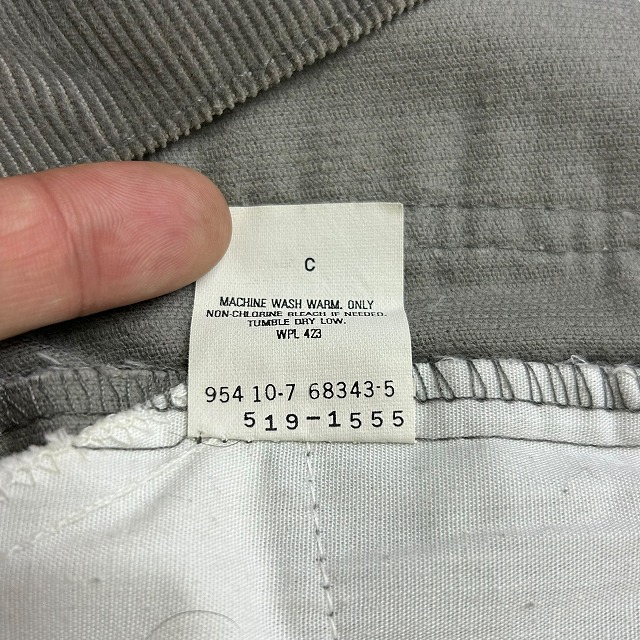 C
MACHINE WASH WARM. ONLY
NON-CHLORINE BLEACH IF NEEDED.
TUMBLE DRY LOW.
WPL 423
954 10-7 68343-5
519-1555